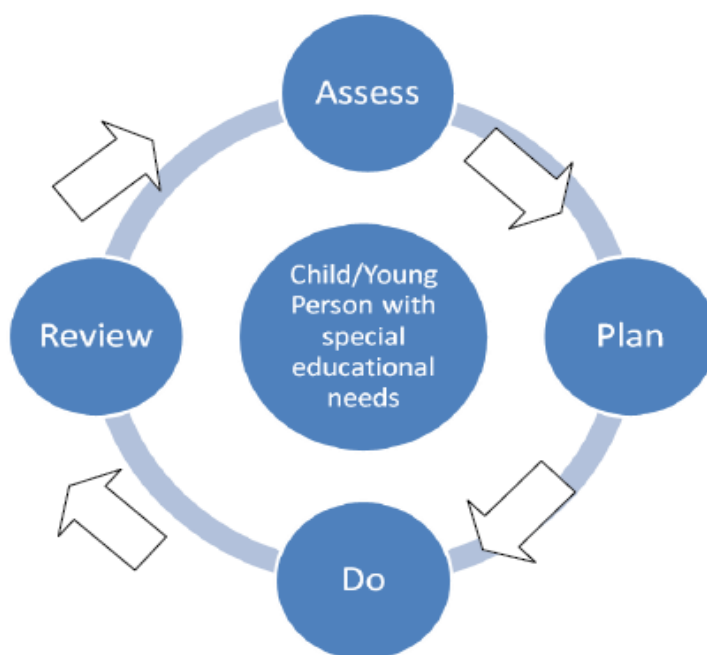 Assess
Review
Child/Young
Person with
special
educational
needs
Plan
Do